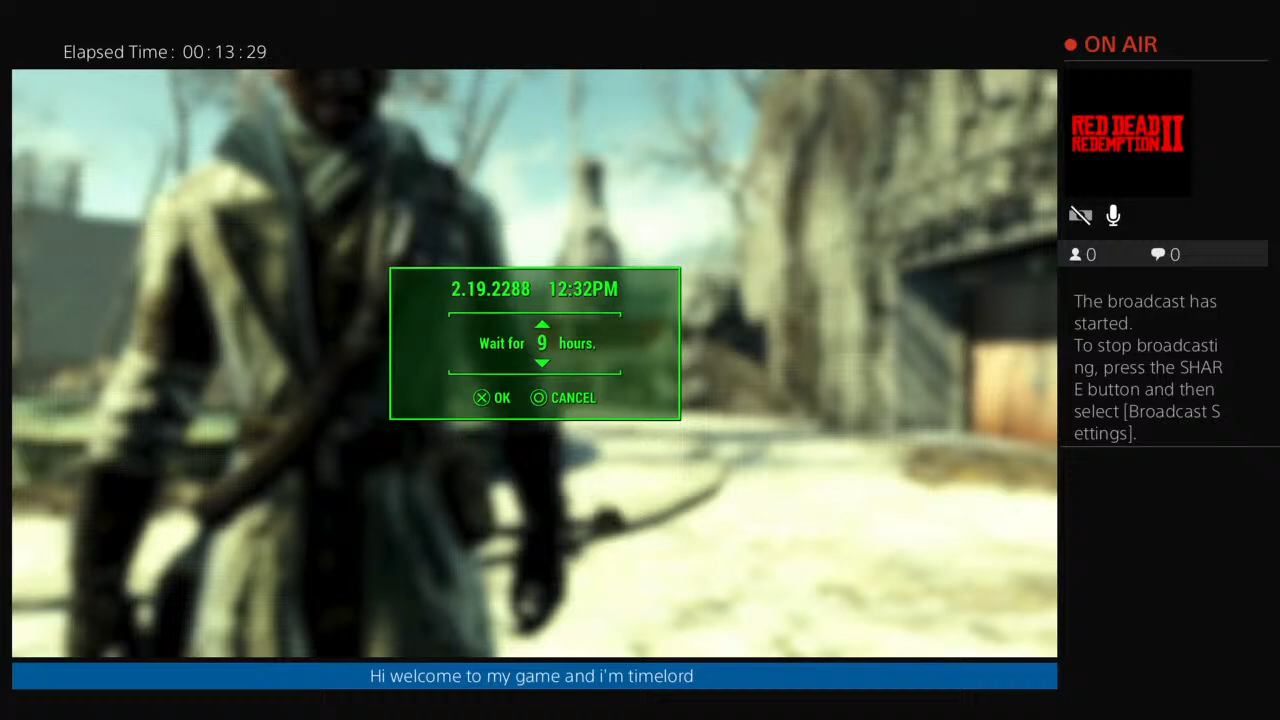 Elapsed Time: 00:13:29
ON AIR
RED DEAD
REDEMPTION II
0 0
The broadcast has
started.
To stop broadcasti
ng, press the SHAR
E button and then
select [Broadcast S
ettings].
2.19.2288 12:32PM
Wait for 9 hours.
OK CANCEL
Hi welcome to my game and i'm timelord